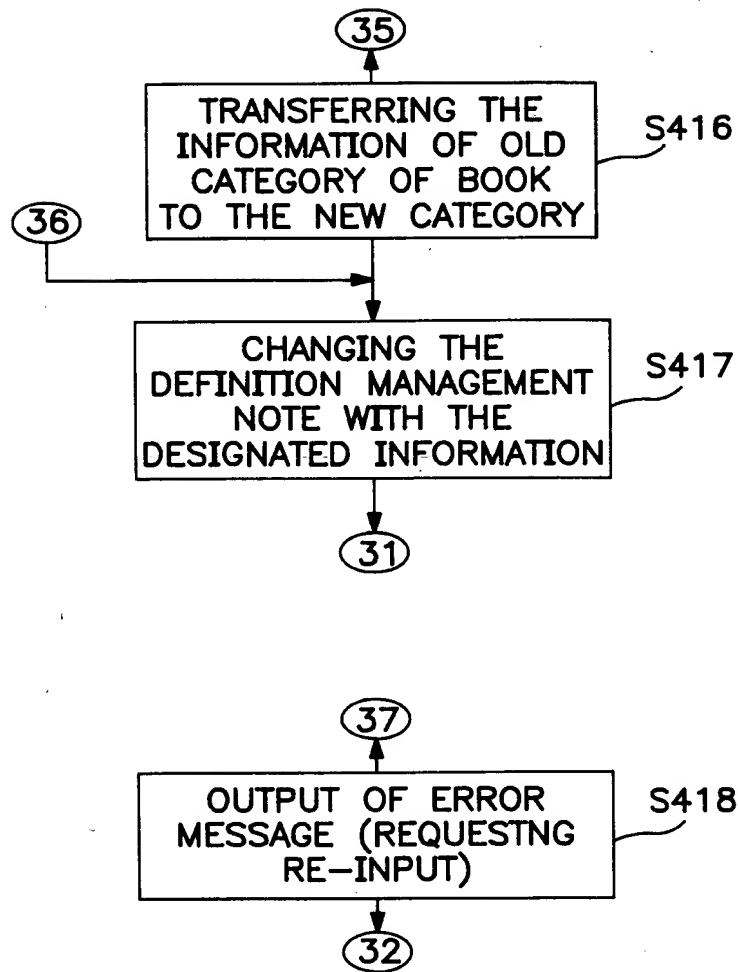 35
TRANSFERRING THE
INFORMATION OF OLD
CATEGORY OF BOOK
TO THE NEW CATEGORY
S416
36
CHANGING THE
DEFINITION MANAGEMENT
NOTE WITH THE
DESIGNATED INFORMATION
S417
31
37
OUTPUT OF ERROR
MESSAGE (REQUESTNG
RE-INPUT)
S418
32